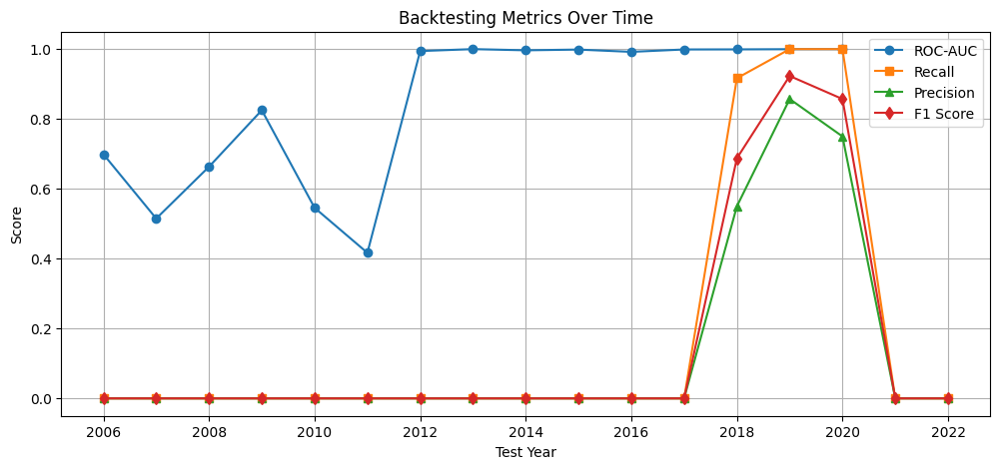 Backtesting Metrics Over Time
1.0
0.8
0.6
0.4
0.2
0.0
Score
ROC-AUC
Recall
Precision
F1 Score
2006
2008
2010
2012
2014
2016
2018
2020
2022
Test Year